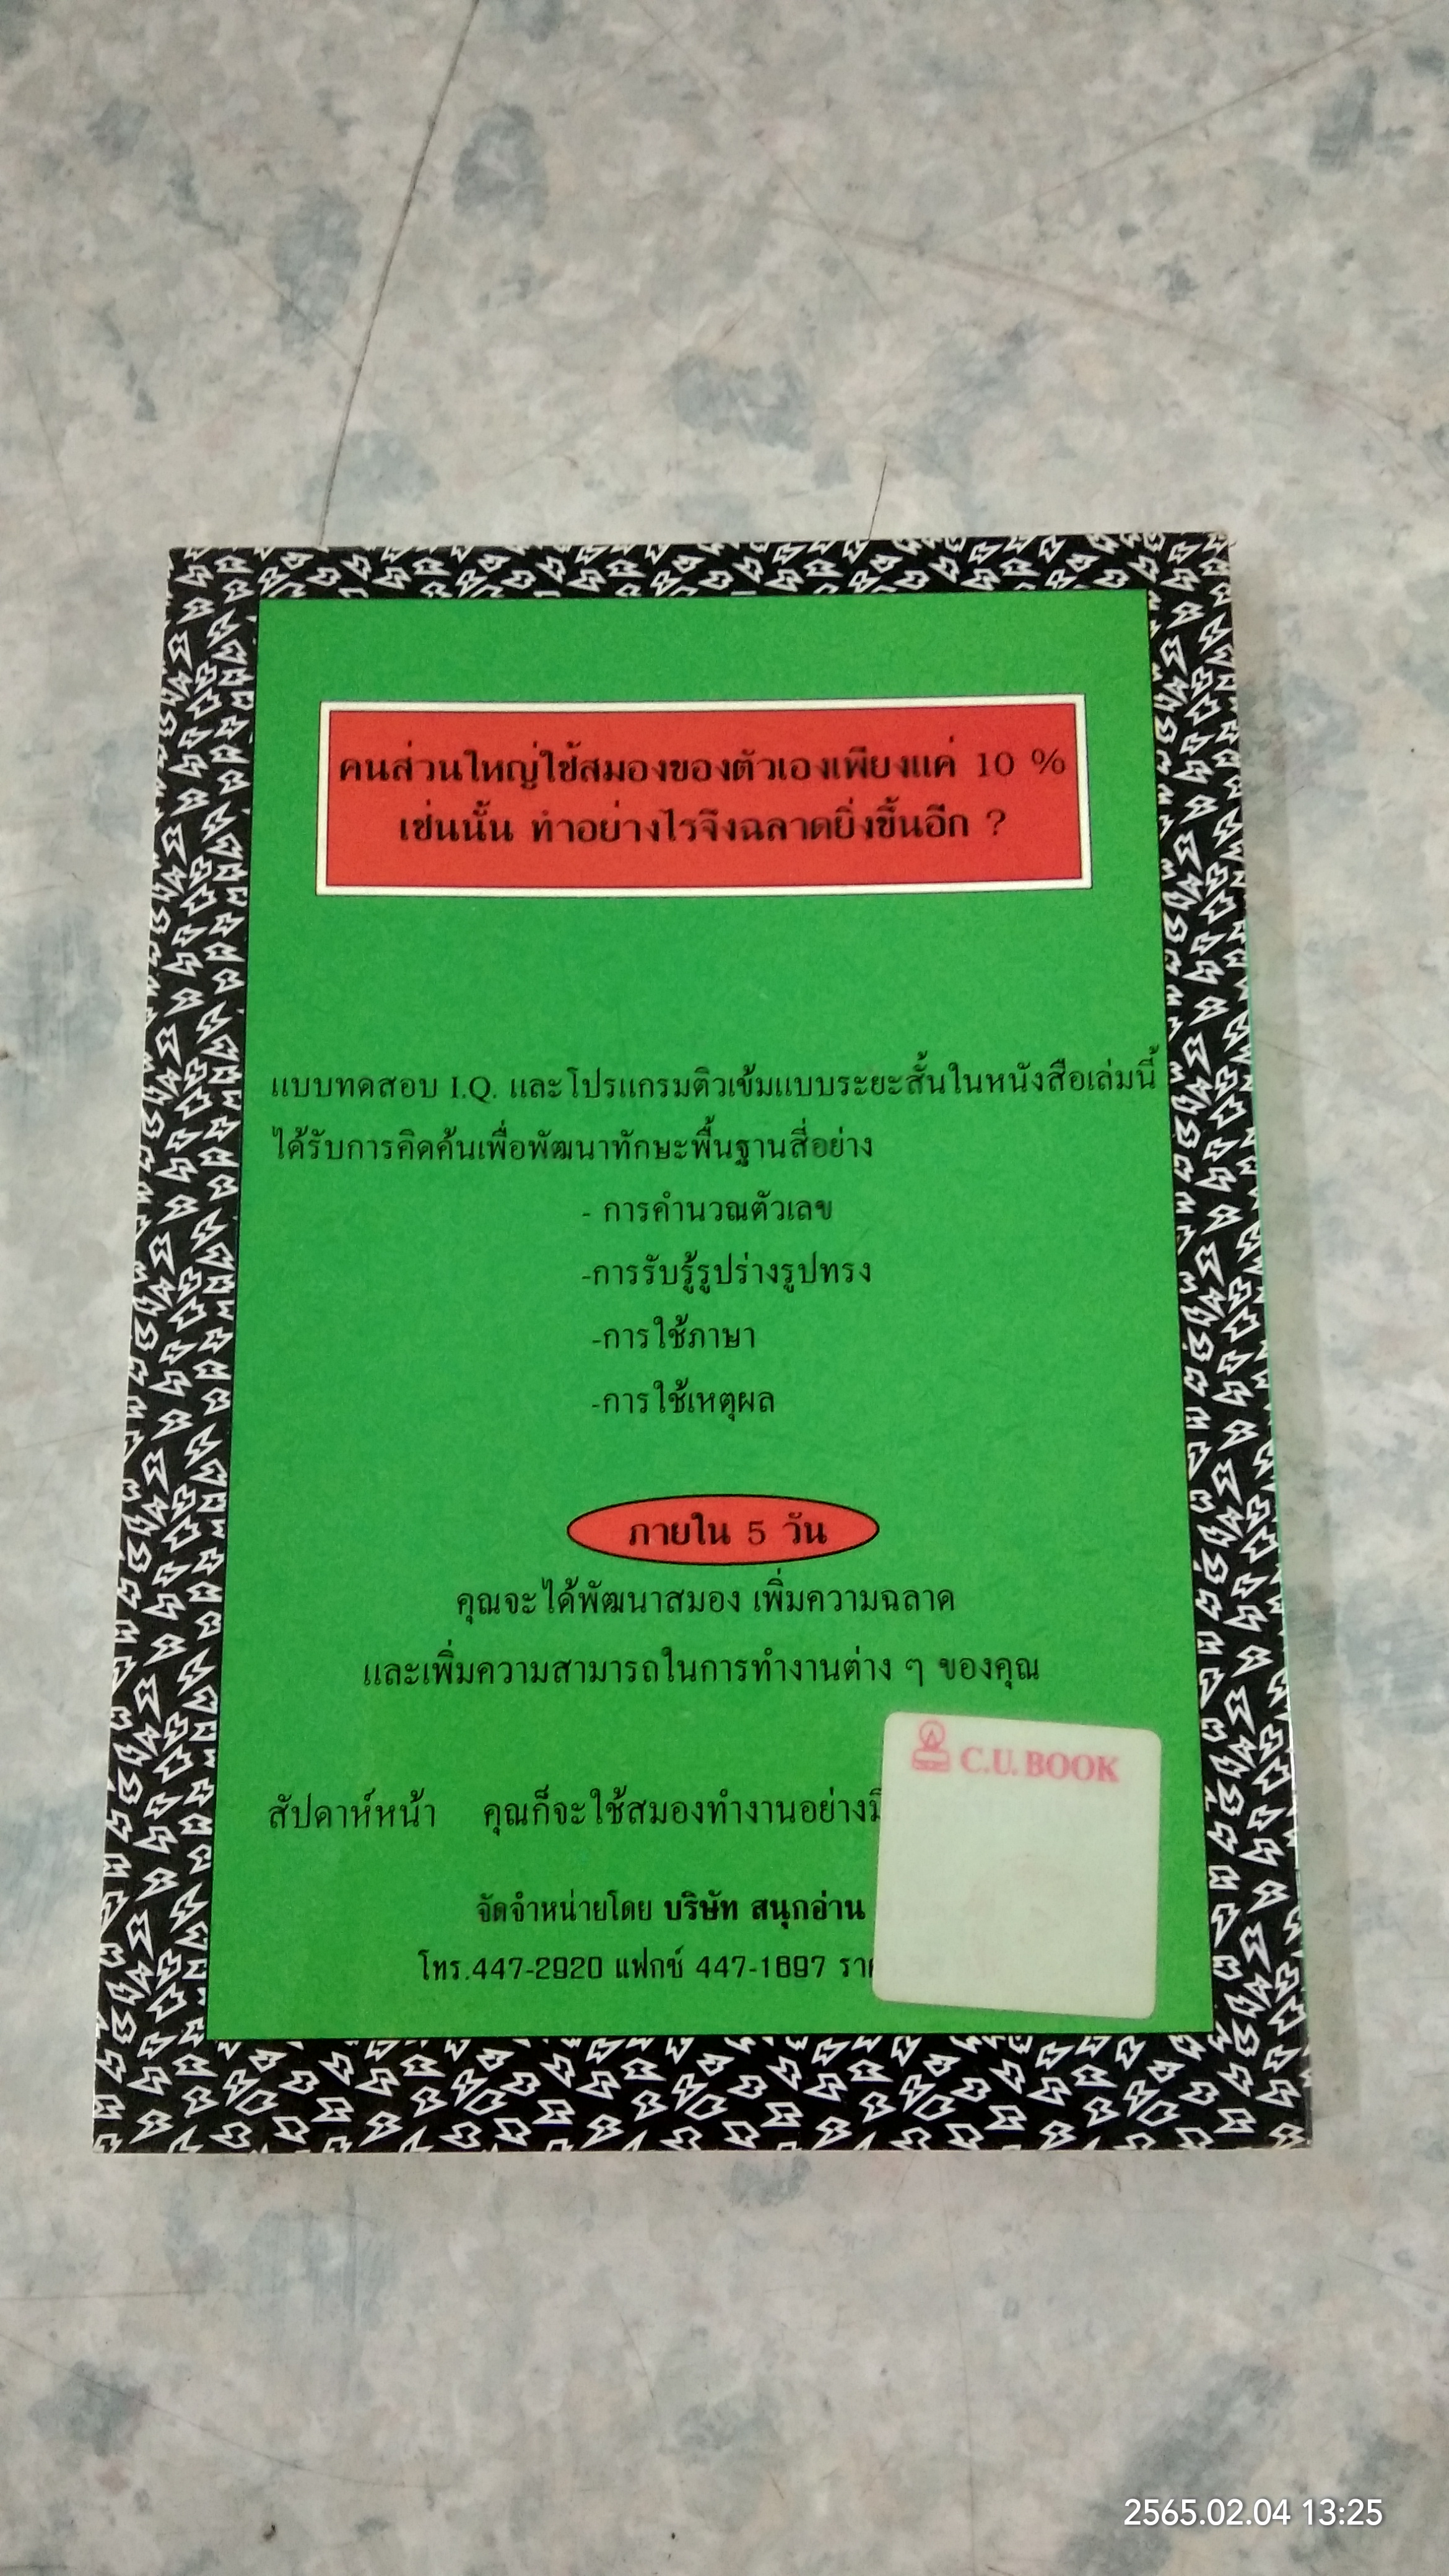 คนส่วนใหญ่ใช้สมองของตัวเองเพียงแค่ 10 %
เช่นนั้น ทำอย่างไรจึงฉลาดยิ่งขึ้นอีก ?
แบบทดสอบ I.Q. และโปรแกรมติวเข้มแบบระยะสั้นในหนังสือเล่มนี้
ได้รับการคิดค้นเพื่อพัฒนาทักษะพื้นฐานสี่อย่าง
- การคำนวณตัวเลข
-การรับรู้รูปร่างรูปทรง
-การใช้ภาษา
-การใช้เหตุผล
ภายใน 5 วัน
คุณจะได้พัฒนาสมอง เพิ่มความฉลาด
และเพิ่มความสามารถในการทำงานต่าง ๆ ของคุณ
C.U. BOOK
สัปดาห์หน้า คุณก็จะใช้สมองทำงานอย่าง
จัดจำหน่ายโดย บริษัท สนุกอ่าน
โทร.447-2920 แฟกซ์ 447-1697
2565.02.04 13:25